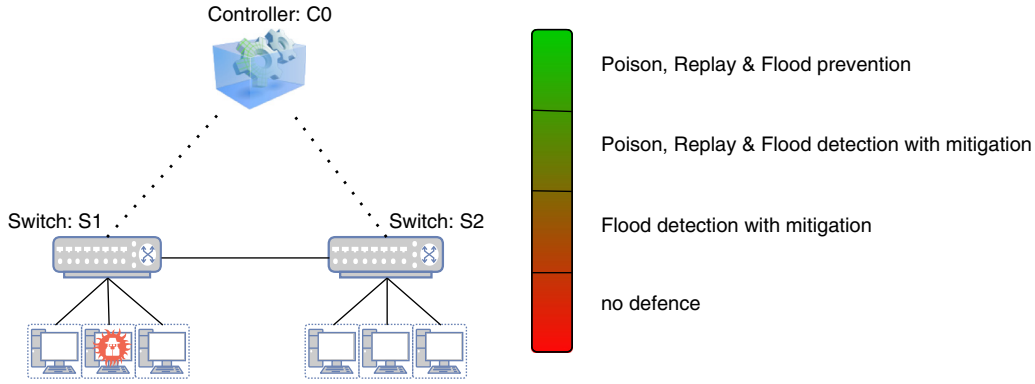 Controller: C0
Poison, Replay & Flood prevention
Poison, Replay & Flood detection with mitigation
Switch: S1
Switch: S2
Flood detection with mitigation
no defence